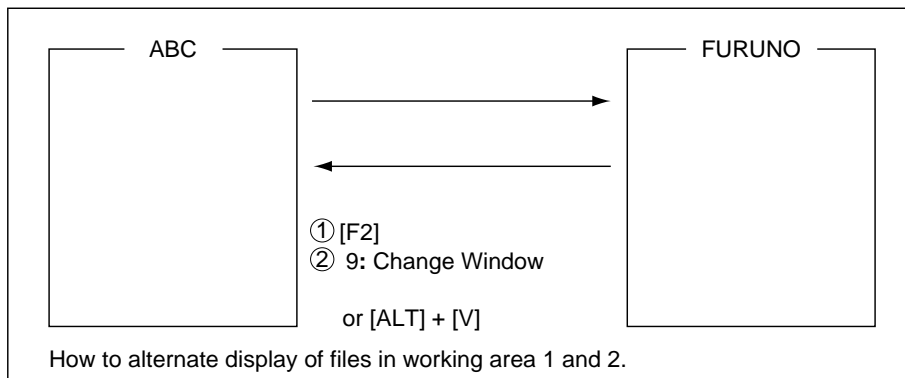 ABC
FURUNO
① [F2]
② 9: Change Window
or [ALT] + [V]
How to alternate display of files in working area 1 and 2.